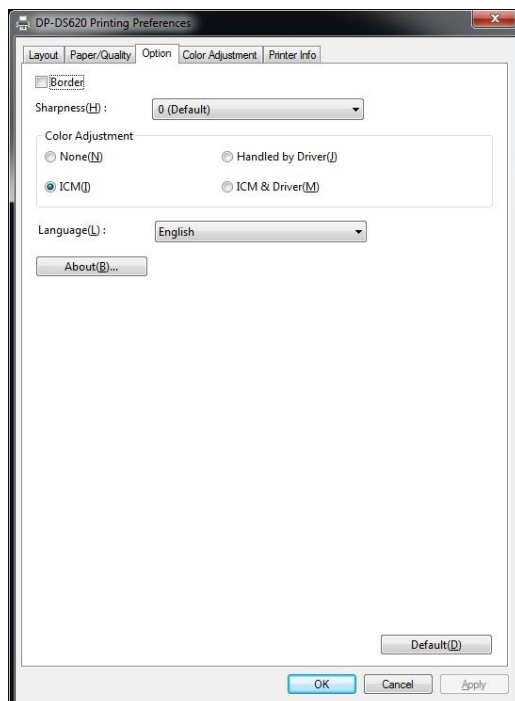 DP-DS620 Printing Preferences
Layout Paper/Quality Option Color Adjustment Printer Info
Border
Sharpness(H) : 0 (Default)
Color Adjustment
None(N) Handled by Driver(J)
ICM(I) ICM & Driver(M)
Language(L) : English
About(B)...
Default(D)
OK Cancel Apply